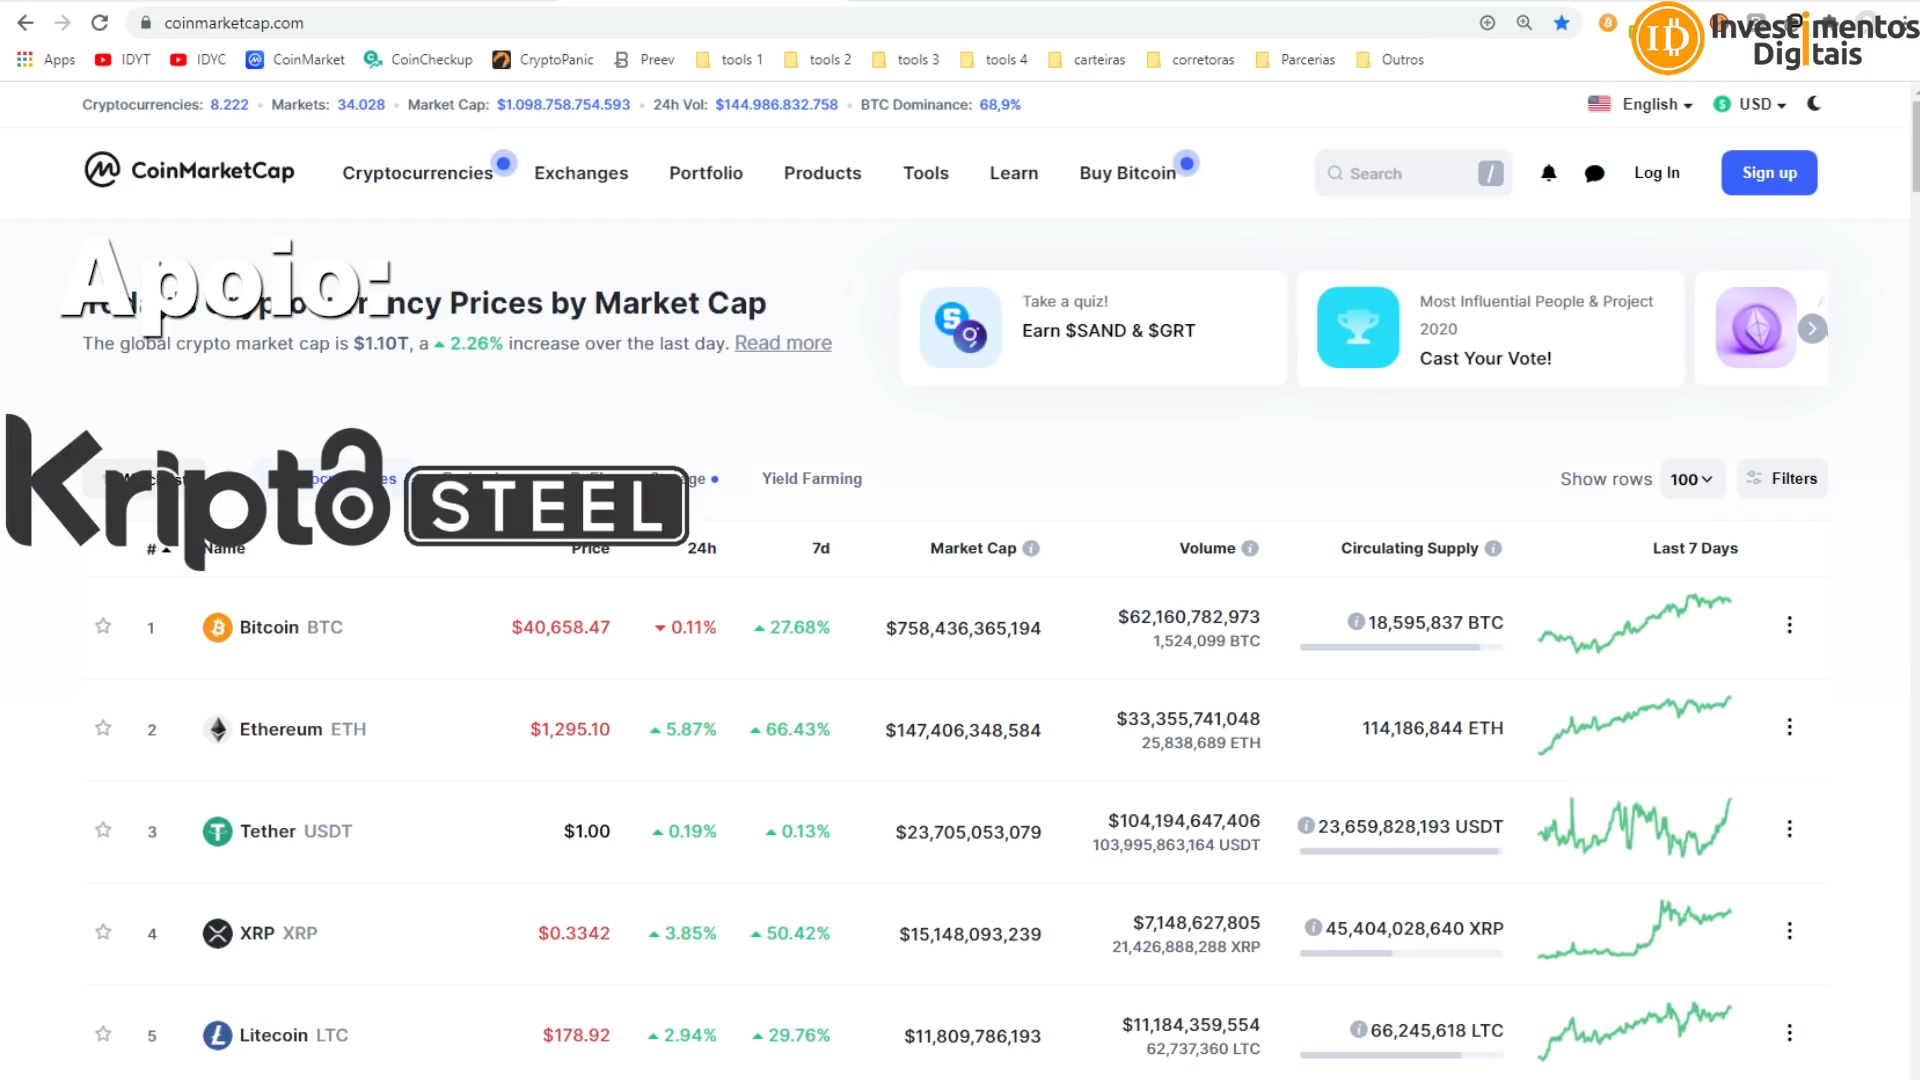 coinmarketcap.com
Investimentos
Digitais
Apps IDYT IDYC CoinMarket CoinCheckup CryptoPanic Preev tools 1 tools 2 tools 3 tools 4 carteiras corretoras Parcerias Outros
Cryptocurrencies: 8.222 Markets: 34.028 Market Cap: $1.098.758.754.593 24h Vol: $144.986.832.758 BTC Dominance: 68,9% English USD
CoinMarketCap Cryptocurrencies Exchanges Portfolio Products Tools Learn Buy Bitcoin Search / Log In Sign up
Apoio:
Prices by Market Cap
The global crypto market cap is $1.10T, a 2.26% increase over the last day. Read more
Take a quiz!
Earn $SAND & $GRT
Most Influential People & Project
2020
Cast Your Vote!
Kripto STEEL
Yield Farming Show rows 100 Filters
# Name Price 24h 7d Market Cap Volume Circulating Supply Last 7 Days
1 Bitcoin BTC $40,658.47 0.11% 27.68% $758,436,365,194 $62,160,782,973 18,595,837 BTC
1,524,099 BTC
2 Ethereum ETH $1,295.10 5.87% 66.43% $147,406,348,584 $33,355,741,048 114,186,844 ETH
25,838,689 ETH
3 Tether USDT $1.00 0.19% 0.13% $23,705,053,079 $104,194,647,406 23,659,828,193 USDT
103,995,863,164 USDT
4 XRP XRP $0.3342 3.85% 50.42% $15,148,093,239 $7,148,627,805 45,404,028,640 XRP
21,426,888,288 XRP
5 Litecoin LTC $178.92 2.94% 29.76% $11,809,786,193 $11,184,359,554 66,245,618 LTC
62,737,360 LTC